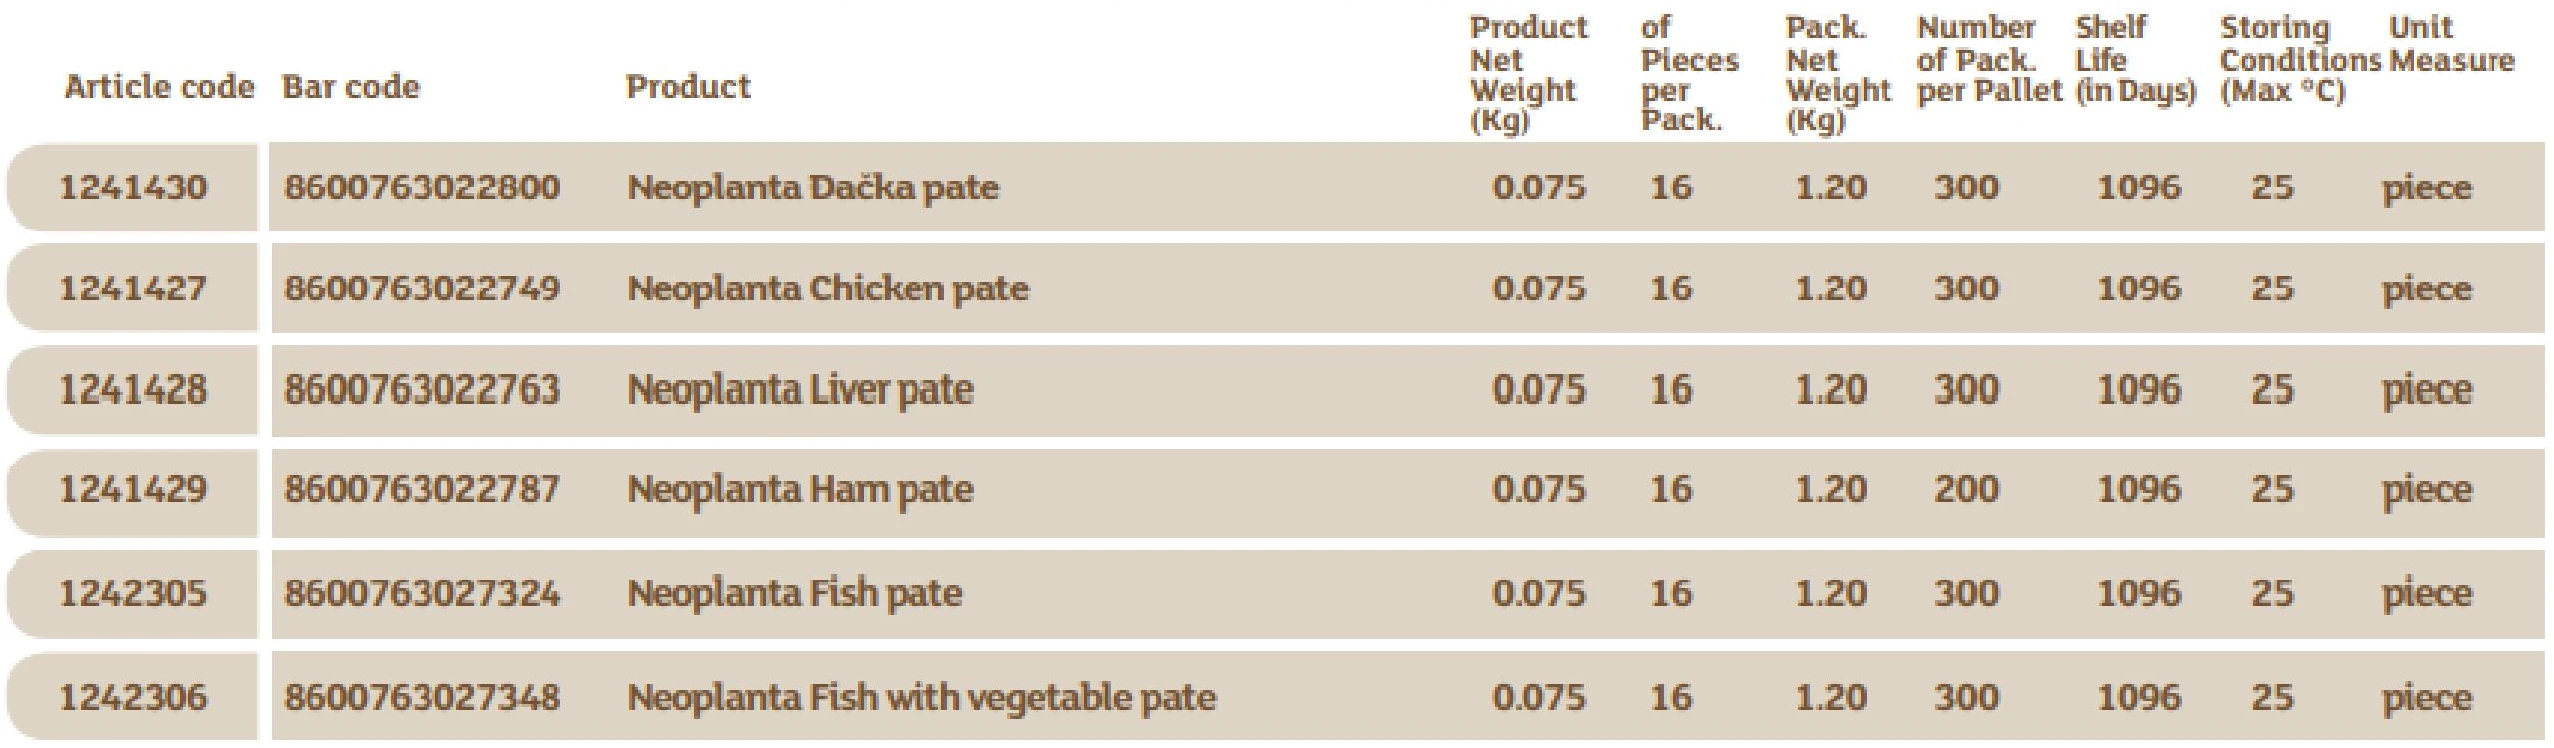 Article code Bar code Product Product Net Weight (Kg) of Pieces per Pack. Pack. Net Weight (Kg) Number of Pack. per Pallet Shelf Life (in Days) Storing Conditions (Max °C) Unit Measure
1241430 8600763022800 Neoplanta Đačka pate 0.075 16 1.20 300 1096 25 piece
1241427 8600763022749 Neoplanta Chicken pate 0.075 16 1.20 300 1096 25 piece
1241428 8600763022763 Neoplanta Liver pate 0.075 16 1.20 300 1096 25 piece
1241429 8600763022787 Neoplanta Ham pate 0.075 16 1.20 200 1096 25 piece
1242305 8600763027324 Neoplanta Fish pate 0.075 16 1.20 300 1096 25 piece
1242306 8600763027348 Neoplanta Fish with vegetable pate 0.075 16 1.20 300 1096 25 piece